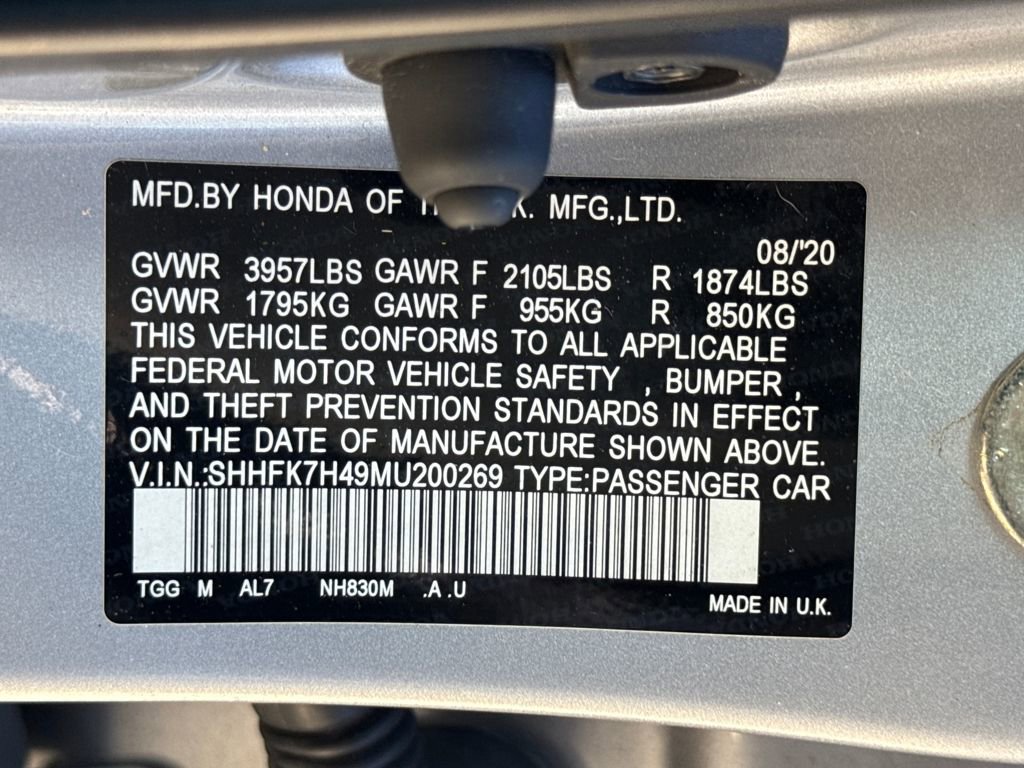 MFD.BY HONDA OF K. MFG.,LTD.
08/'20
GVWR 3957LBS GAWR F 2105LBS R 1874LBS
GVWR 1795KG GAWR F 955KG R 850KG
THIS VEHICLE CONFORMS TO ALL APPLICABLE
FEDERAL MOTOR VEHICLE SAFETY , BUMPER ,
AND THEFT PREVENTION STANDARDS IN EFFECT
ON THE DATE OF MANUFACTURE SHOWN ABOVE.
V.I.N.:SHHFK7H49MU200269 TYPE:PASSENGER CAR
TGG M AL7 NH830M .A .U
MADE IN U.K.